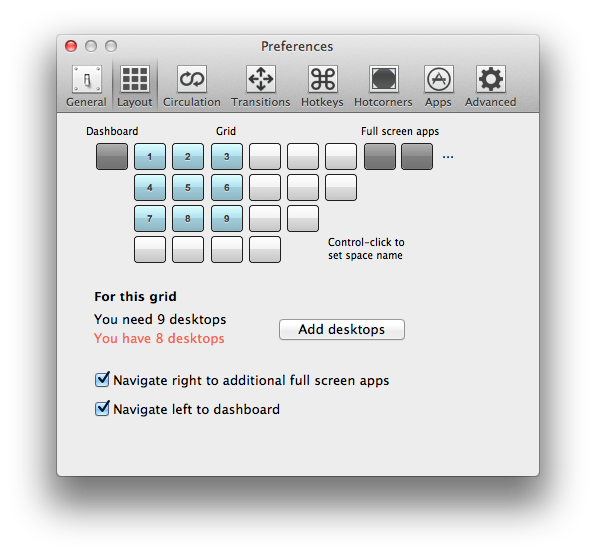 Preferences
General Layout Circulation Transitions Hotkeys Hotcorners Apps Advanced
Dashboard Grid Full screen apps
1 2 3 ...
4 5 6
7 8 9
Control-click to
set space name
For this grid
You need 9 desktops
You have 8 desktops
Add desktops
Navigate right to additional full screen apps
Navigate left to dashboard